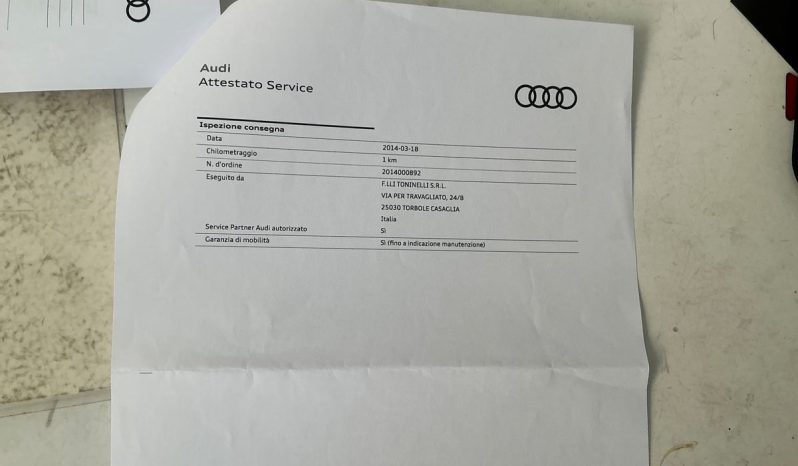 Audi
Attestato Service
Ispezione consegna
Data 2014-03-18
Chilometraggio 1 km
N. d'ordine 2014000892
Eseguito da F.LLI TONINELLI S.R.L.
VIA PER TRAVAGLIATO, 24/B
25030 TORBOLE CASAGLIA
Italia
Service Partner Audi autorizzato Sì
Garanzia di mobilità Sì (fino a indicazione manutenzione)